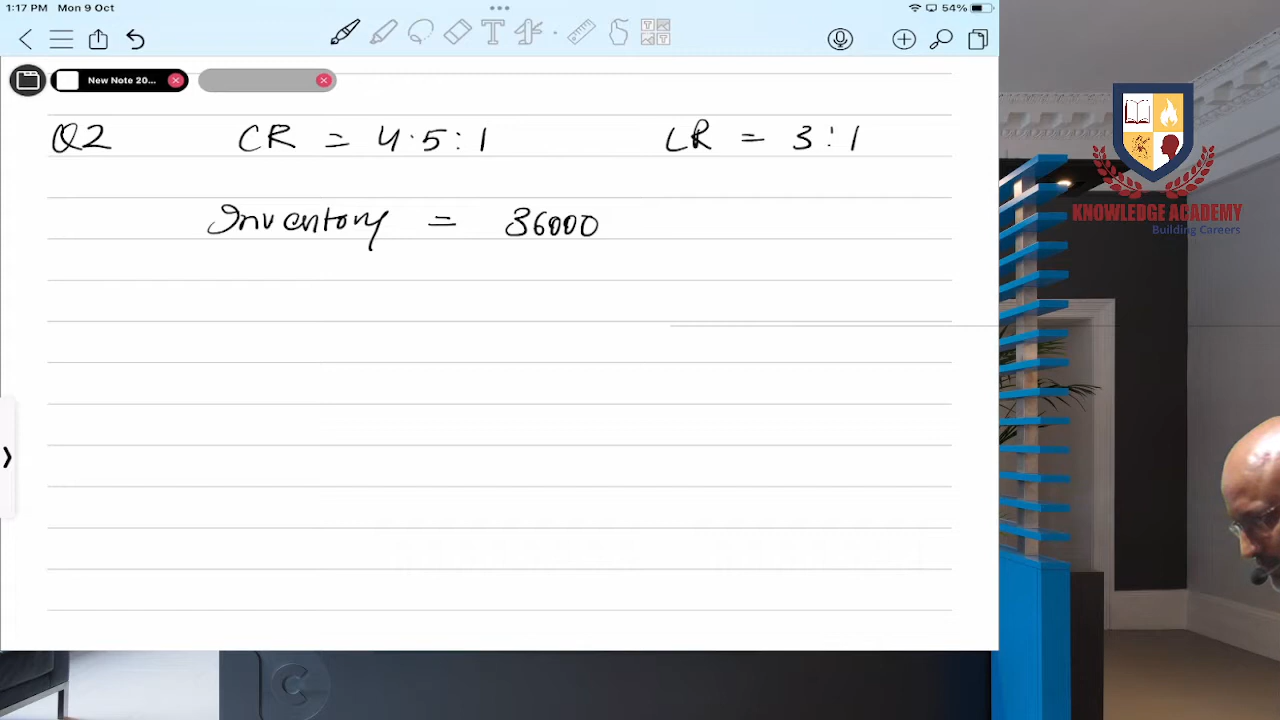 1:17 PM Mon 9 Oct
54%
New Note 20...
Q2 CR = 4.5:1 LR = 3:1
Inventory = 36000
KNOWLEDGE ACADEMY
Building Careers